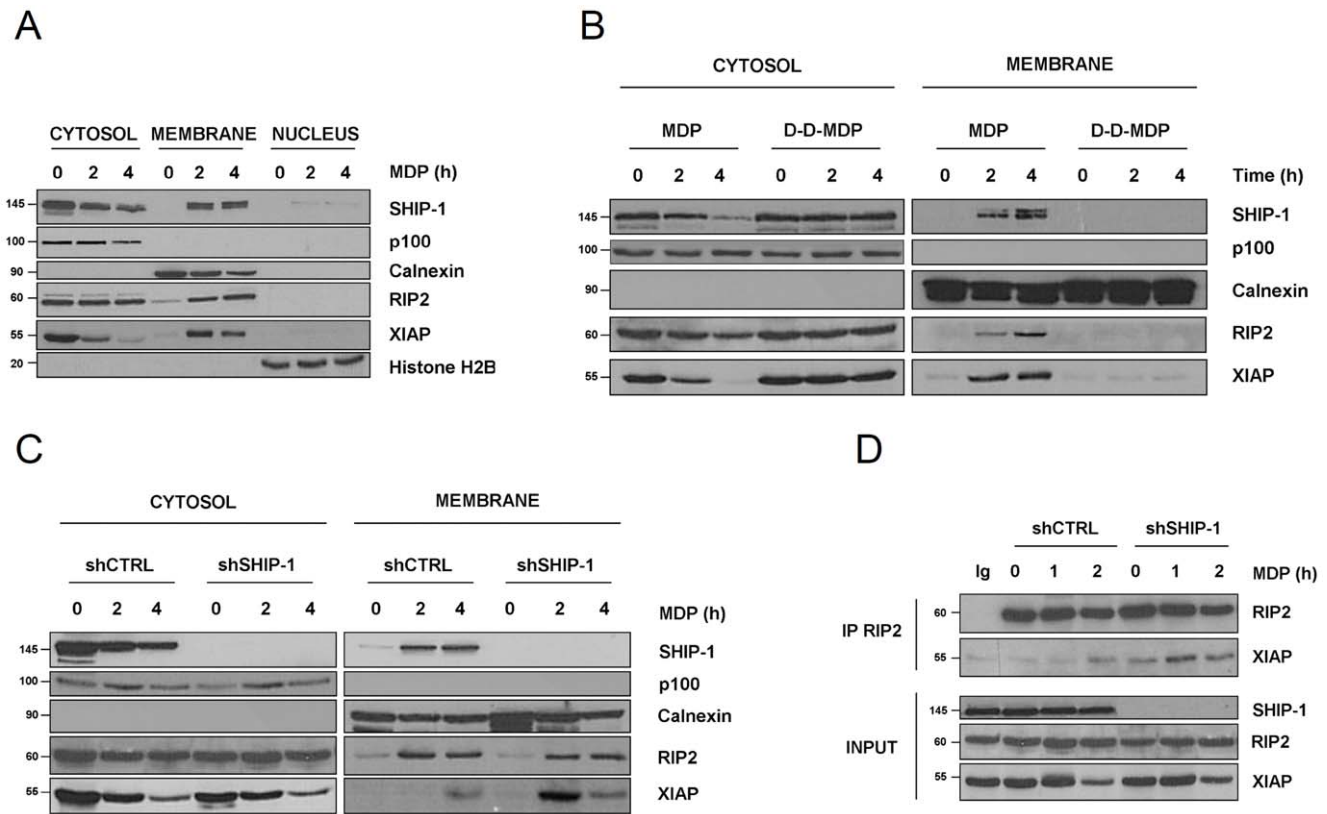 A
CYTOSOL MEMBRANE NUCLEUS
0 2 4 0 2 4 0 2 4 MDP (h)
145 SHIP-1
100 p100
90 Calnexin
60 RIP2
55 XIAP
20 Histone H2B
B
CYTOSOL MEMBRANE
MDP D-D-MDP MDP D-D-MDP
0 2 4 0 2 4 0 2 4 0 2 4 Time (h)
145 SHIP-1
100 p100
90 Calnexin
60 RIP2
55 XIAP
C
CYTOSOL MEMBRANE
shCTRL shSHIP-1 shCTRL shSHIP-1
0 2 4 0 2 4 0 2 4 0 2 4 MDP (h)
145 SHIP-1
100 p100
90 Calnexin
60 RIP2
55 XIAP
D
shCTRL shSHIP-1
Ig 0 1 2 0 1 2 MDP (h)
IP RIP2
60 RIP2
55 XIAP
INPUT
145 SHIP-1
60 RIP2
55 XIAP